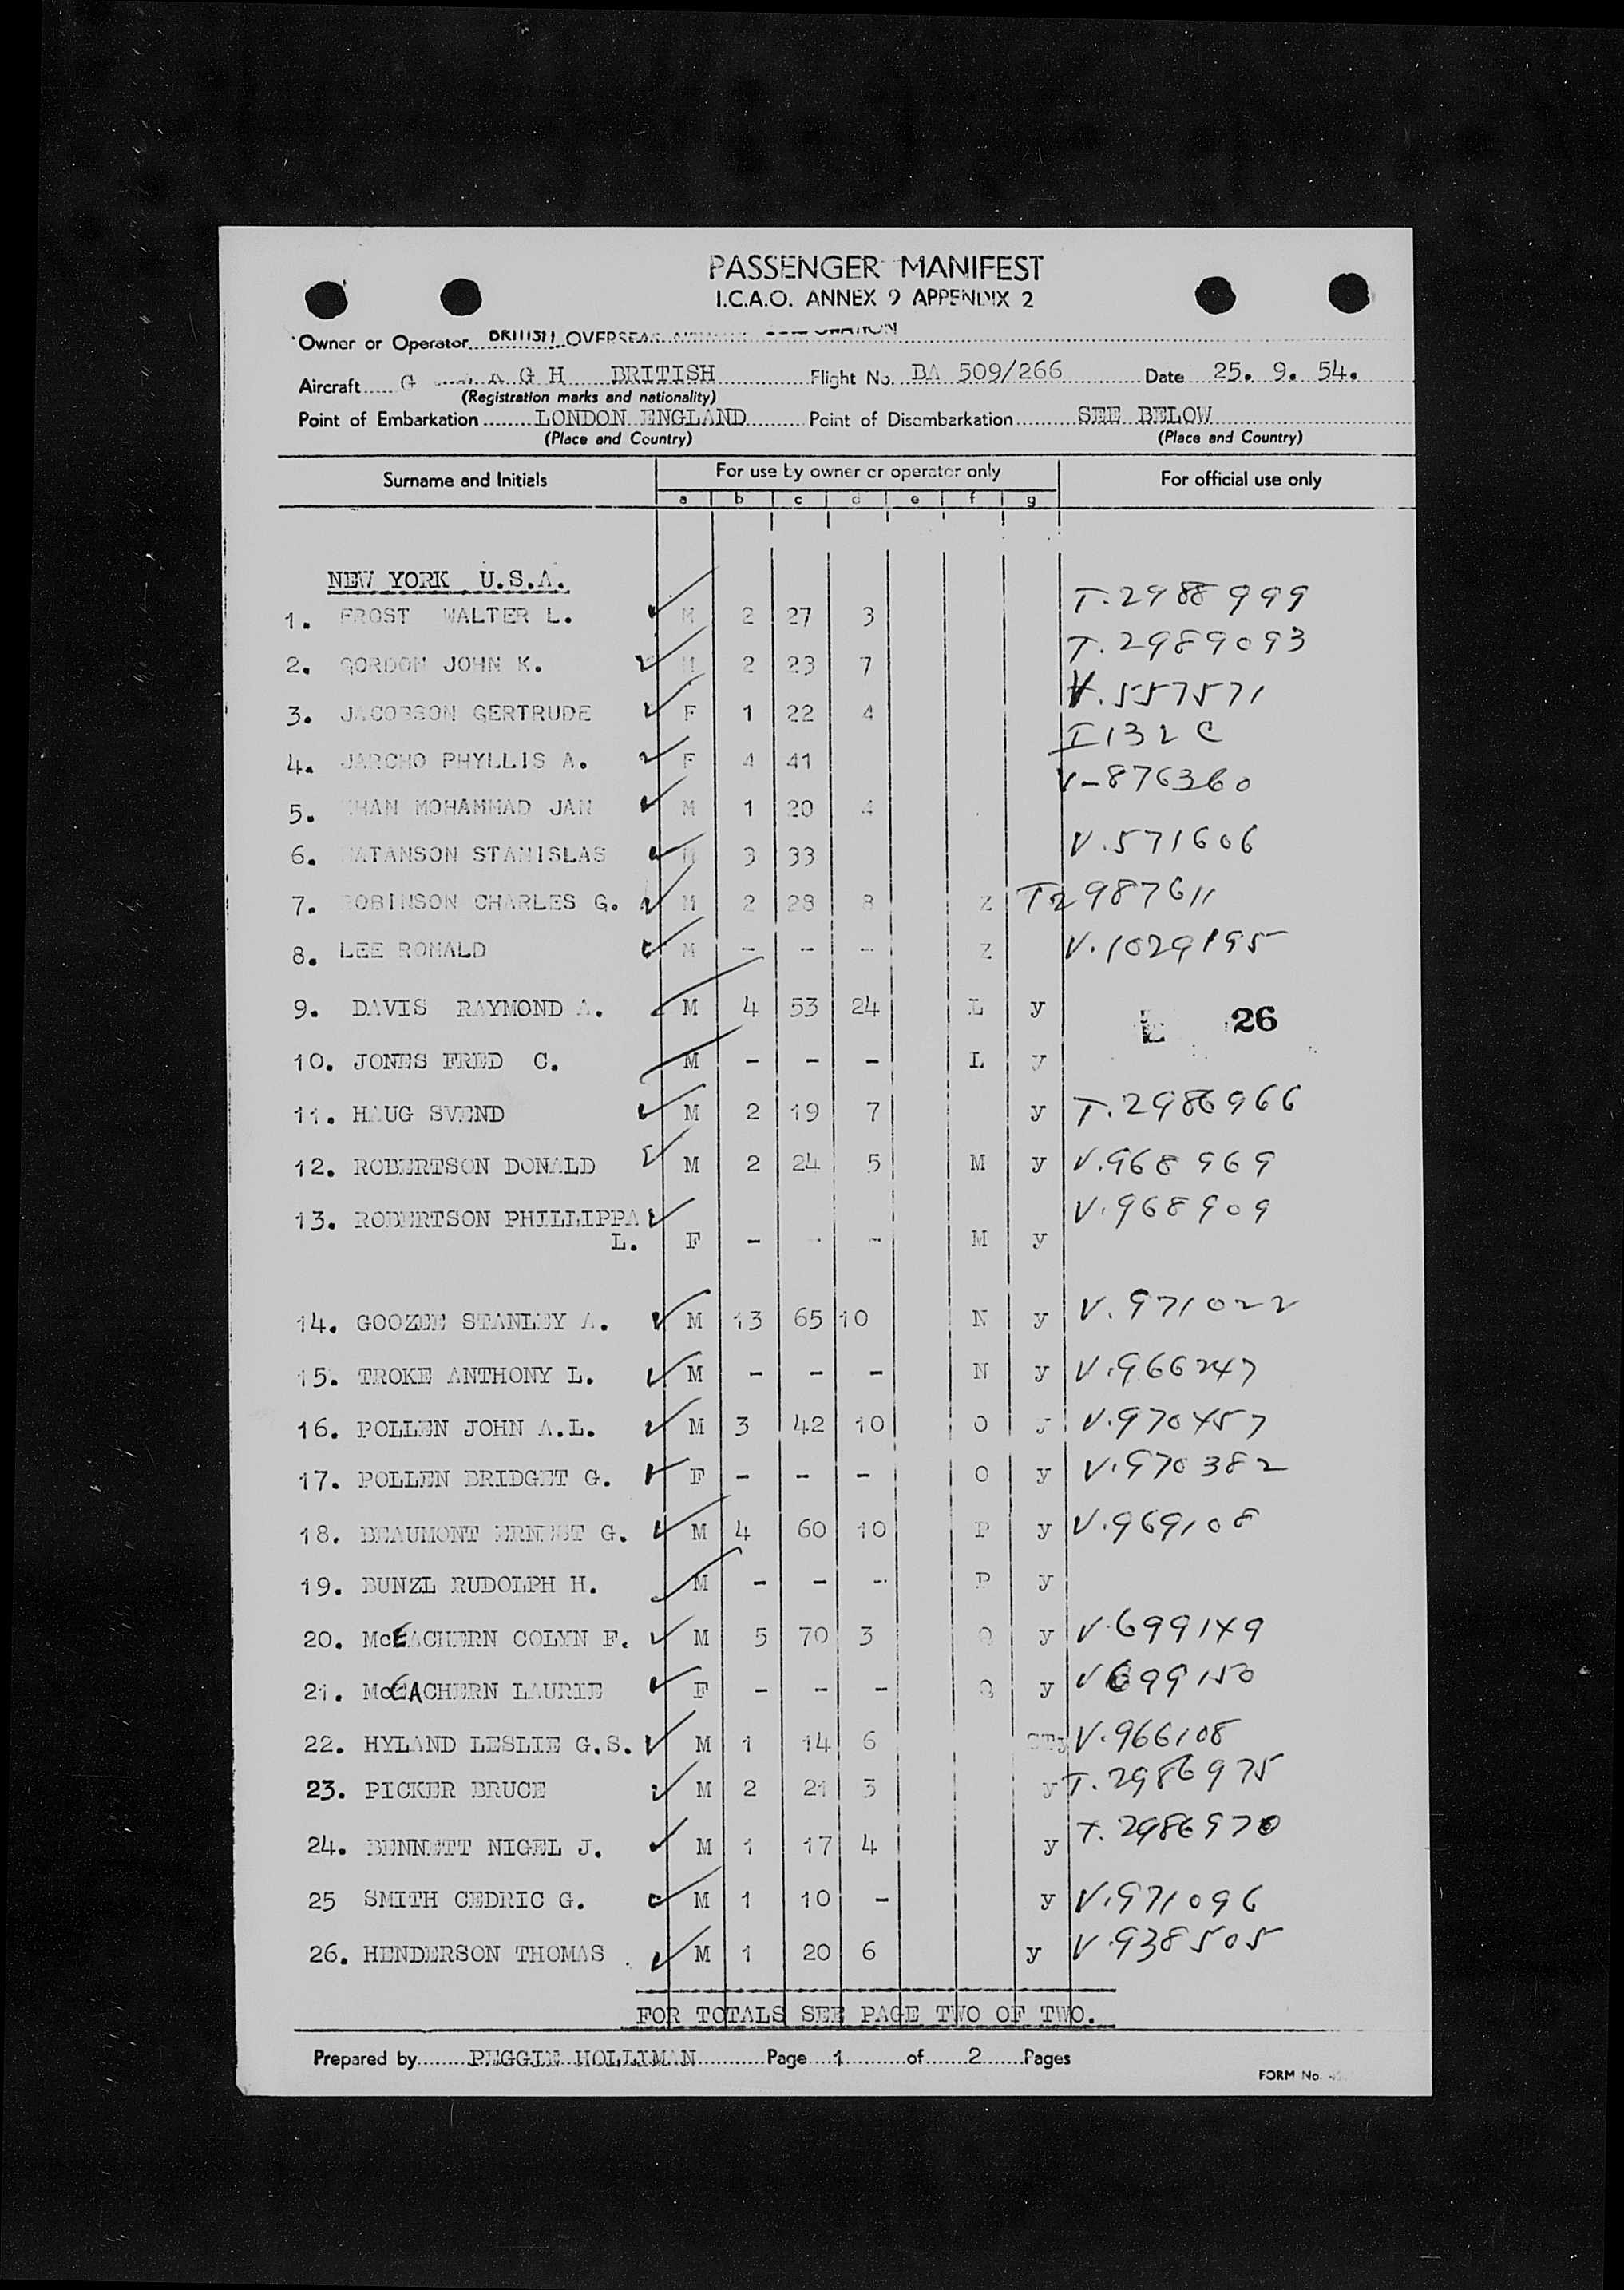 PASSENGER MANIFEST
I.C.A.O. ANNEX 9 APPENDIX 2
Owner or Operator BRITISH OVERSEAS
Aircraft G G H BRITISH Flight No. BA 509/266 Date 25. 9. 54.
(Registration marks and nationality)
Point of Embarkation LONDON ENGLAND Point of Disembarkation SEE BELOW
(Place and Country) (Place and Country)
Surname and Initials For use by owner or operator only For official use only
a b c d e f g
NEW YORK U.S.A.
1. FROST WALTER L. M 2 27 3 T.2988999
2. GORDON JOHN K. M 2 23 7 T.2989093
3. JACOBSON GERTRUDE F 1 22 4 V.557571
4. JARCHO PHYLLIS A. F 4 41 I132C
5. KHAN MOHAMMAD JAN M 1 20 4 V-876360
6. NATANSON STANISLAS M 3 33 V.571606
7. ROBINSON CHARLES G. M 2 28 8 Z T2987611
8. LEE RONALD M - - - Z V.1029195
9. DAVIS RAYMOND A. M 4 53 24 L y 26
10. JONES FRED C. M - - - L y
11. HAUG SVEND M 2 19 7 y T.2986966
12. ROBERTSON DONALD M 2 24 5 M y V.968969
13. ROBERTSON PHILLIPPA V.968909
L. F - - - M y
14. GOOZEE STANLEY A. M 13 65 10 N y V.971022
15. TROKE ANTHONY L. M - - - N y V.966247
16. POLLEN JOHN A.L. M 3 42 10 O J V.970457
17. POLLEN BRIDGET G. F - - - O y V.970382
18. BEAUMONT ERNEST G. M 4 60 10 P y V.969108
19. BUNZL RUDOLPH H. M - - - P y
20. McEACHERN COLYN F. M 5 70 3 Q y V.699149
21. McEACHERN LAURIE F - - - Q y V699150
22. HYLAND LESLIE G.S. M 1 14 6 V.966108
23. PICKER BRUCE M 2 21 3 y T.2986975
24. BENNETT NIGEL J. M 1 17 4 y T.2986970
25 SMITH CEDRIC G. M 1 10 - y V.971096
26. HENDERSON THOMAS M 1 20 6 y V.938505
FOR TOTALS SEE PAGE TWO OF TWO.
Prepared by PEGGIE HOLLIMAN Page 1 of 2 Pages
FORM No.